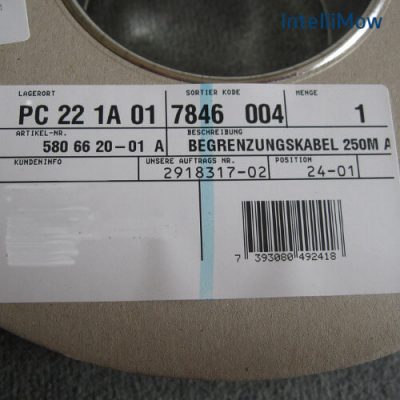 IntelliMow
LAGERORT SORTIER KODE MENGE
PC 22 1A 01 7846 004 1
ARTIKEL-NR. BESCHREIBUNG
580 66 20-01 A BEGRENZUNGSKABEL 250M A
KUNDENINFO UNSERE AUFTRAGS NR. POSITION
2918317-02 24-01
7 393080 492418